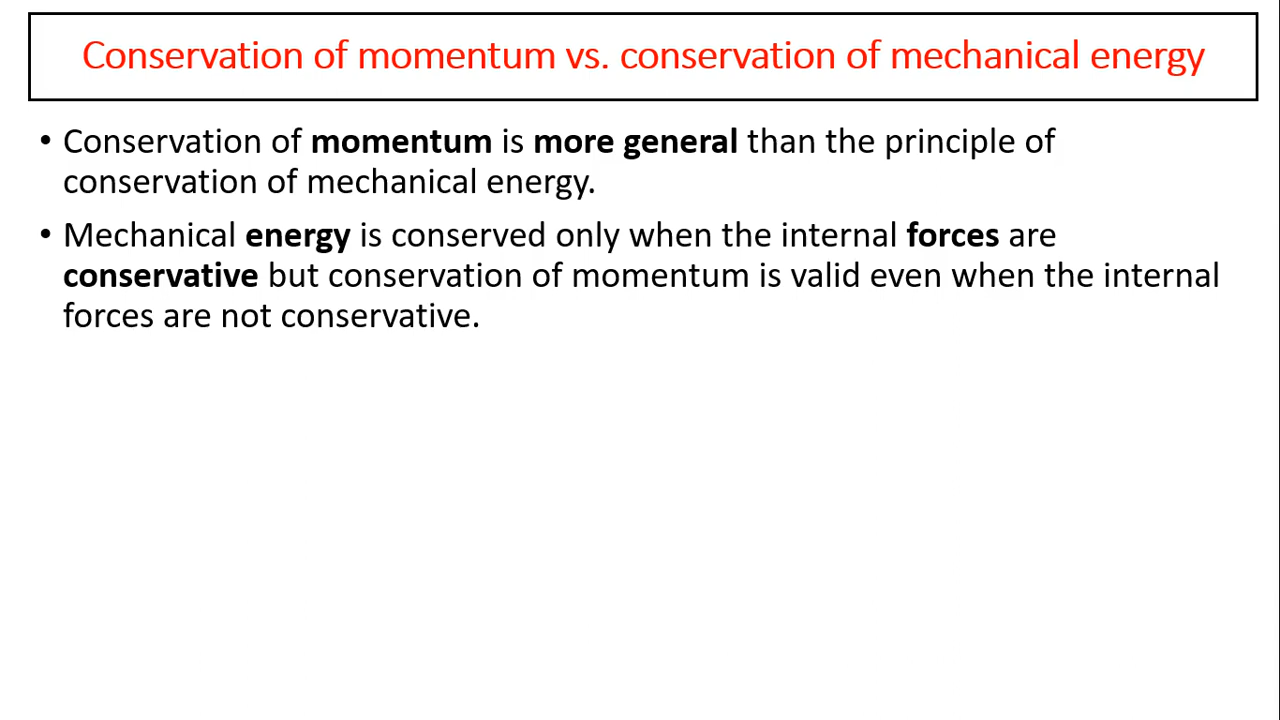 Conservation of momentum vs. conservation of mechanical energy
• Conservation of momentum is more general than the principle of
conservation of mechanical energy.
• Mechanical energy is conserved only when the internal forces are
conservative but conservation of momentum is valid even when the internal
forces are not conservative.